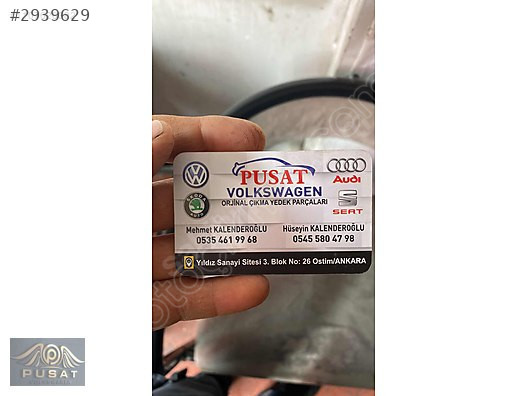 #2939629
PUSAT
VOLKSWAGEN
ORJİNAL ÇIKMA YEDEK PARÇALARI
Audi
SEAT
Mehmet KALENDEROĞLU
0535 461 99 68
Hüseyin KALENDEROĞLU
0545 580 47 98
Yıldız Sanayi Sitesi 3. Blok No: 26 Ostim/ANKARA
PUSAT